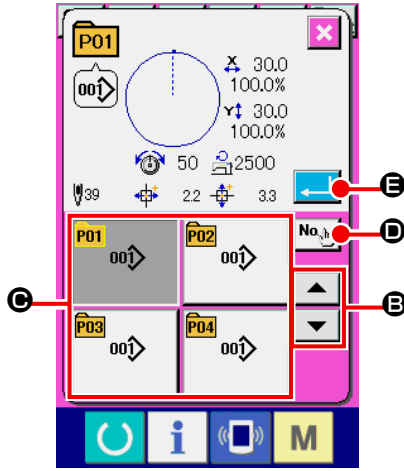 P01
001
X 30.0
100.0%
Y 30.0
100.0%
50 2500
39 2.2 3.3
E
No.
D
P01 P02
001 001
C
B
P03 P04
001 001
i M